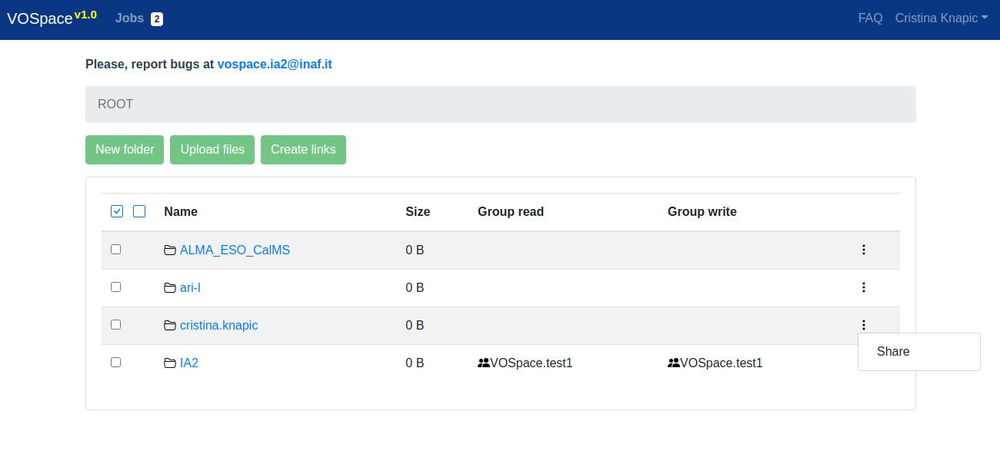 VOSpace v1.0 Jobs 2 FAQ Cristina Knapic
Please, report bugs at vospace.ia2@inaf.it
ROOT
New folder Upload files Create links
Name Size Group read Group write
ALMA_ESO_CalMS 0 B
ari-l 0 B
cristina.knapic 0 B
IA2 0 B VOSpace.test1 VOSpace.test1
Share